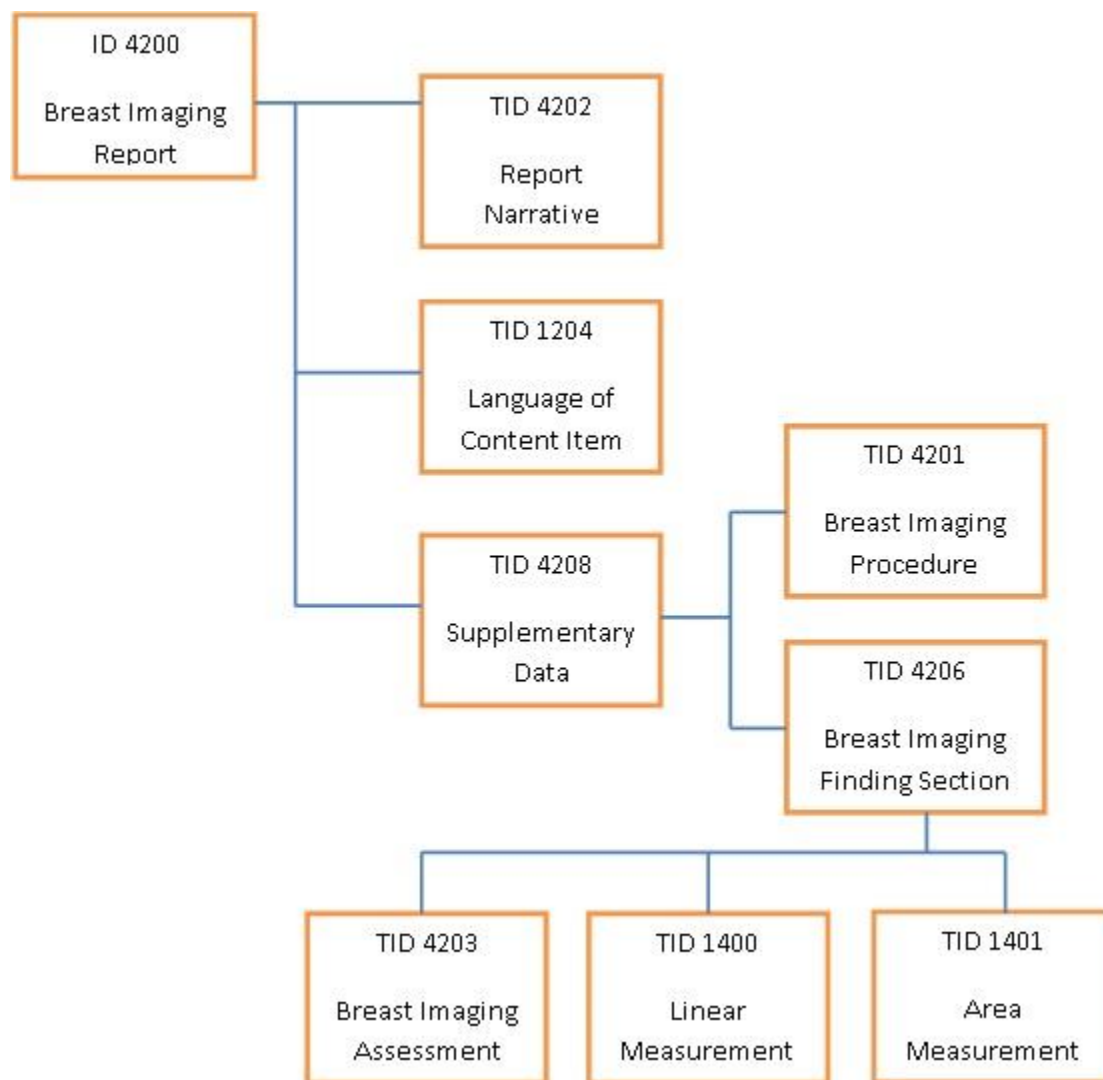 ID 4200
Breast Imaging
Report
TID 4202
Report
Narrative
TID 1204
Language of
Content Item
TID 4208
Supplementary
Data
TID 4201
Breast Imaging
Procedure
TID 4206
Breast Imaging
Finding Section
TID 4203
Breast Imaging
Assessment
TID 1400
Linear
Measurement
TID 1401
Area
Measurement